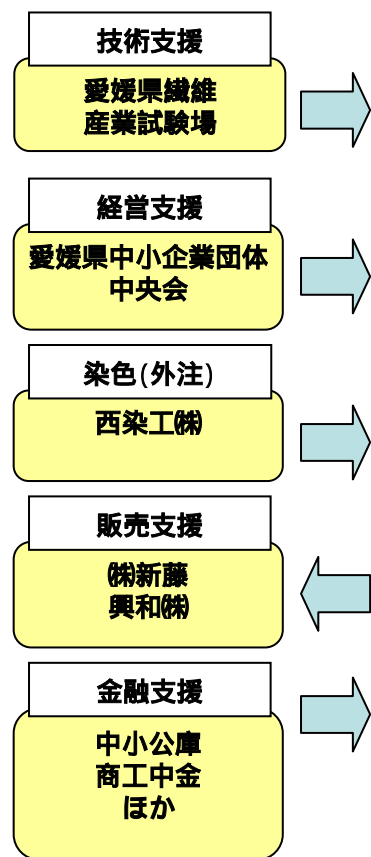 技術支援
愛媛県繊維
産業試験場
経営支援
愛媛県中小企業団体
中央会
染色(外注)
西染工㈱
販売支援
㈱新藤
興和㈱
金融支援
中小公庫
商工中金
ほか